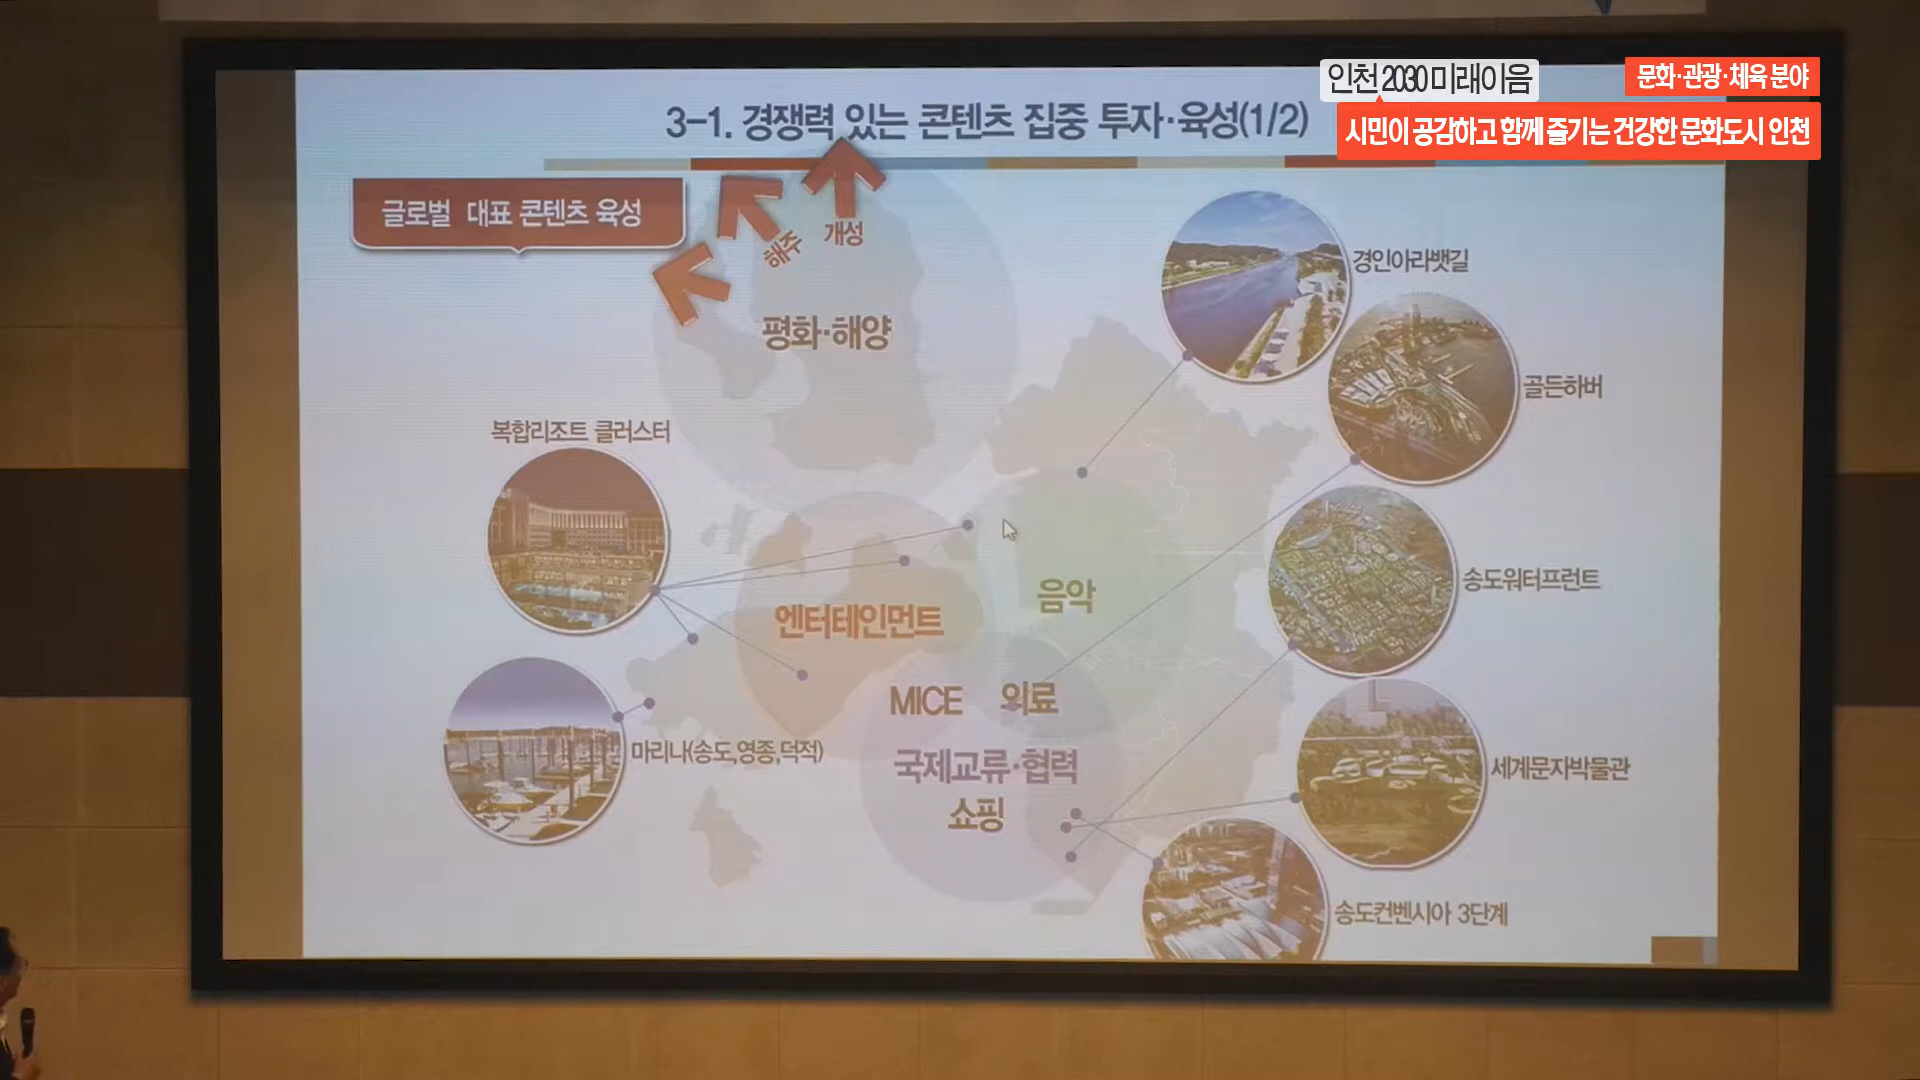 인천 2030 미래이음
문화·관광·체육 분야
시민이 공감하고 함께 즐기는 건강한 문화도시 인천
3-1. 경쟁력 있는 콘텐츠 집중 투자·육성(1/2)
글로벌 대표 콘텐츠 육성
해주
개성
평화·해양
경인아라뱃길
골든하버
복합리조트 클러스터
송도워터프런트
음악
엔터테인먼트
MICE 의료
마리나(송도,영종,덕적)
국제교류·협력
세계문자박물관
쇼핑
송도컨벤시아 3단계